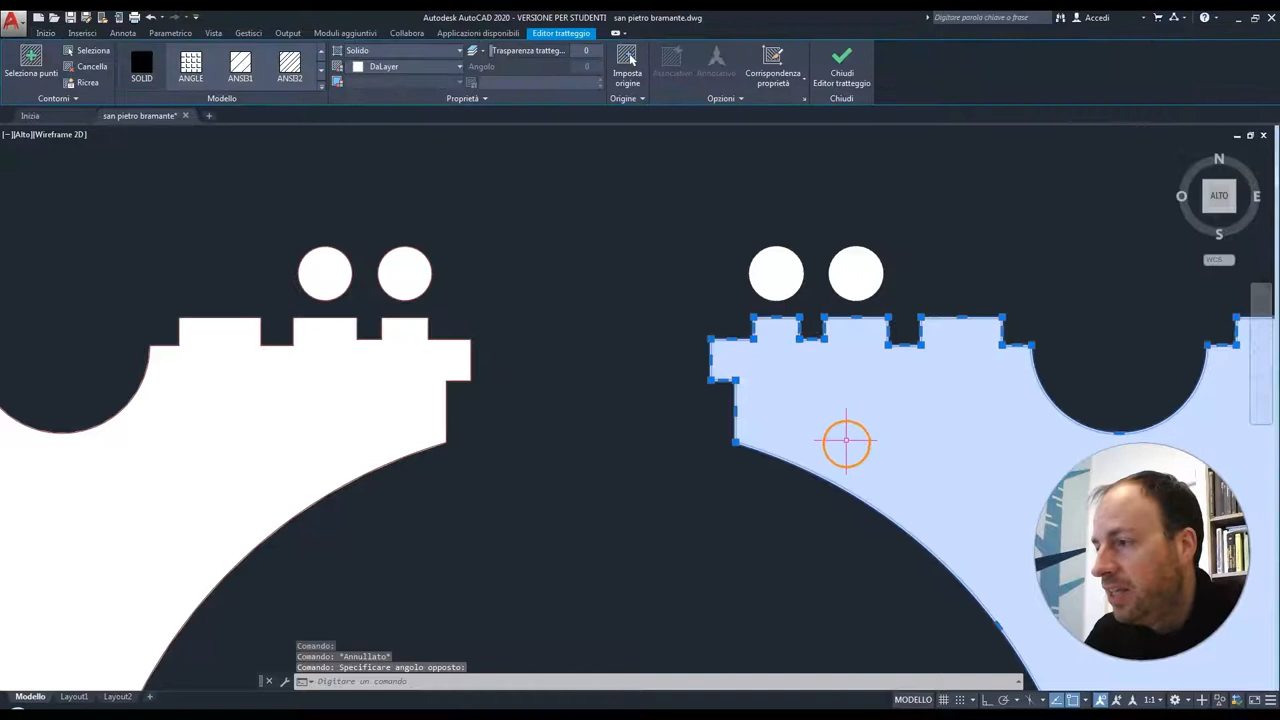 Autodesk AutoCAD 2020 - VERSIONE PER STUDENTI san pietro bramante.dwg
Digitare parola chiave o frase
Accedi
Inizio Inserisci Annota Parametrico Vista Gestisci Output Moduli aggiuntivi Collabora Applicazioni disponibili Editor tratteggio
Selezione punti
Seleziona
Cancella
Ricrea
Contorni
SOLID
ANGLE
ANSI31
ANSI32
Modello
Solido
DaLayer
Trasparenza tratteg... 0
Angolo 0
Proprietà
Imposta origine
Origine
Associativo
Annotativo
Corrispondenza proprietà
Opzioni
Chiudi Editor tratteggio
Chiudi
Inizia
san pietro bramante*
[−][Alto][Wireframe 2D]
N
O
ALTO
E
S
WCS
Comando:
Comando: *Annullato*
Comando: Specificare angolo opposto:
Digitare un comando
Modello Layout1 Layout2
MODELLO
1:1